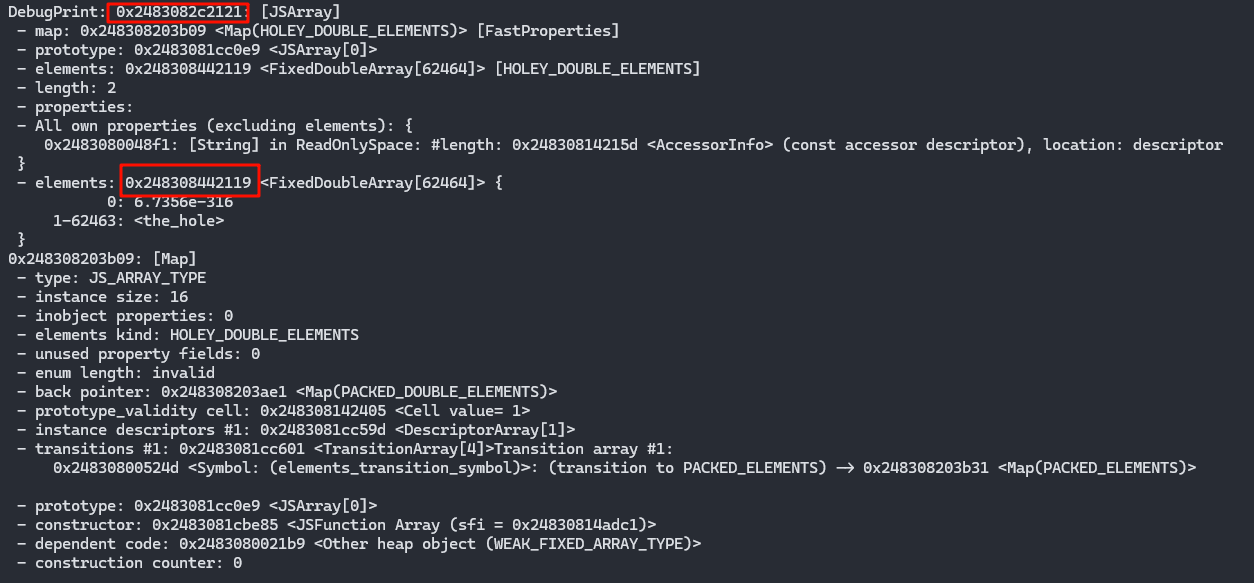 DebugPrint: 0x2483082c2121: [JSArray]
- map: 0x248308203b09 <Map(HOLEY_DOUBLE_ELEMENTS)> [FastProperties]
- prototype: 0x2483081cc0e9 <JSArray[0]>
- elements: 0x248308442119 <FixedDoubleArray[62464]> [HOLEY_DOUBLE_ELEMENTS]
- length: 2
- properties:
- All own properties (excluding elements): {
0x2483080048f1: [String] in ReadOnlySpace: #length: 0x24830814215d <AccessorInfo> (const accessor descriptor), location: descriptor
}
- elements: 0x248308442119 <FixedDoubleArray[62464]> {
0: 6.7356e-316
1-62463: <the_hole>
}
0x248308203b09: [Map]
- type: JS_ARRAY_TYPE
- instance size: 16
- inobject properties: 0
- elements kind: HOLEY_DOUBLE_ELEMENTS
- unused property fields: 0
- enum length: invalid
- back pointer: 0x248308203ae1 <Map(PACKED_DOUBLE_ELEMENTS)>
- prototype_validity cell: 0x248308142405 <Cell value= 1>
- instance descriptors #1: 0x2483081cc59d <DescriptorArray[1]>
- transitions #1: 0x2483081cc601 <TransitionArray[4]>Transition array #1:
0x24830800524d <Symbol: (elements_transition_symbol)>: (transition to PACKED_ELEMENTS) -> 0x248308203b31 <Map(PACKED_ELEMENTS)>
- prototype: 0x2483081cc0e9 <JSArray[0]>
- constructor: 0x2483081cbe85 <JSFunction Array (sfi = 0x24830814adc1)>
- dependent code: 0x2483080021b9 <Other heap object (WEAK_FIXED_ARRAY_TYPE)>
- construction counter: 0